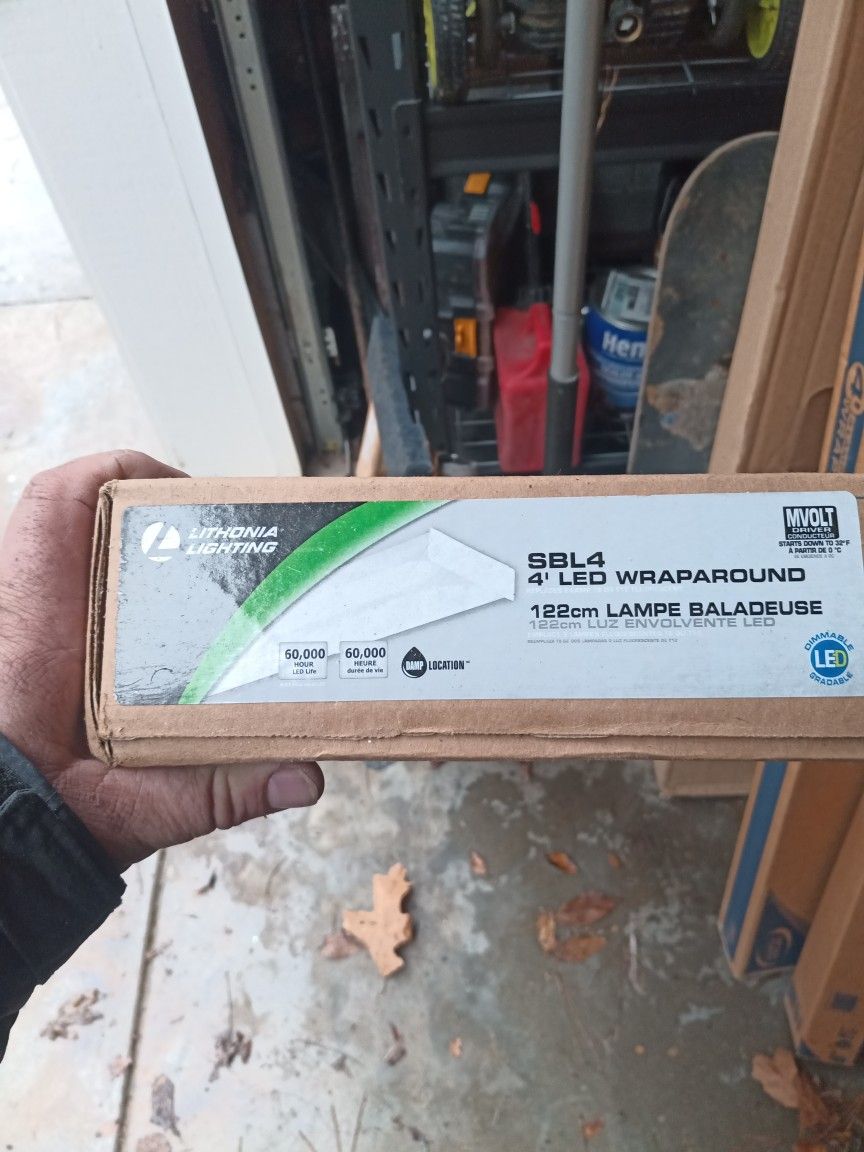 LITHONIA
LIGHTING
60,000
HOUR
LED Life
60,000
HEURE
durée de vie
DAMP LOCATION™
SBL4
4' LED WRAPAROUND
122cm LAMPE BALADEUSE
122cm LUZ ENVOLVENTE LED
MVOLT
DRIVER
CONDUCTEUR
STARTS DOWN TO 32°F
À PARTIR DE 0 °C
DIMMABLE
LED
GRADABLE
Hen